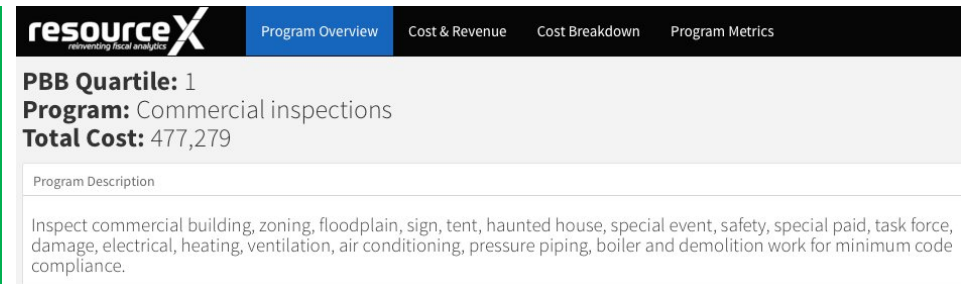 resourceX
reinventing fiscal analytics
Program Overview Cost & Revenue Cost Breakdown Program Metrics
PBB Quartile: 1
Program: Commercial inspections
Total Cost: 477,279
Program Description
Inspect commercial building, zoning, floodplain, sign, tent, haunted house, special event, safety, special paid, task force,
damage, electrical, heating, ventilation, air conditioning, pressure piping, boiler and demolition work for minimum code
compliance.